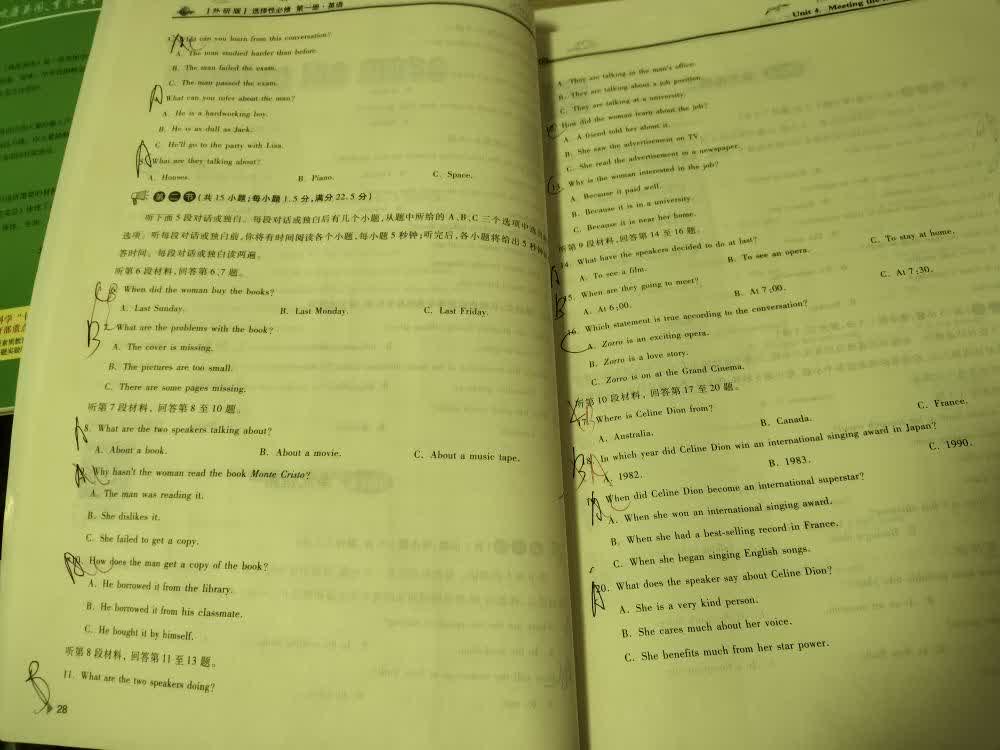 [外研版] 选择性必修 第一册·英语
What can you learn from this conversation?
A. The man studied harder than before.
B. The man failed the exam.
C. The man passed the exam.
What can you infer about the man?
A. He is a hardworking boy.
B. He is as dull as Jack.
C. He'll go to the party with Lisa.
What are they talking about?
A. Houses. B. Piano. C. Space.
第二节 (共 15 小题;每小题 1.5 分,满分 22.5 分)
听下面 5 段对话或独白。每段对话或独白后有几个小题,从题中所给的 A、B、C 三个选项中选出
选项。听每段对话或独白前,你将有时间阅读各个小题,每小题 5 秒钟;听完后,各小题将给出 5 秒钟
答时间。每段对话或独白读两遍。
听第 6 段材料,回答第 6、7 题。
When did the woman buy the books?
A. Last Sunday. B. Last Monday. C. Last Friday.
What are the problems with the book?
A. The cover is missing.
B. The pictures are too small.
C. There are some pages missing.
听第 7 段材料, 回答第 8 至 10 题。
8. What are the two speakers talking about?
A. About a book. B. About a movie. C. About a music tape.
Why hasn't the woman read the book Monte Cristo?
A. The man was reading it.
B. She dislikes it.
C. She failed to get a copy.
How does the man get a copy of the book?
A. He borrowed it from the library.
B. He borrowed it from his classmate.
C. He bought it by himself.
听第 8 段材料, 回答第 11 至 13 题。
B
11. What are the two speakers doing?
28
Unit 4 Meeting the
A. They are talking in the man's office.
B. They are talking about a job position.
C. They are talking at a university.
How did the woman learn about the job?
A. A friend told her about it.
B. She saw the advertisement on TV.
C. She read the advertisement in a newspaper.
13. Why is the woman interested in the job?
A. Because it paid well.
B. Because it is in a university.
C. Because it is near her home.
听第 9 段材料,回答第 14 至 16 题。
14. What have the speakers decided to do at last?
A. To see a film. B. To see an opera. C. To stay at home.
15. When are they going to meet?
A. At 6:00. B. At 7:00. C. At 7:30.
16. Which statement is true according to the conversation?
A. Zorro is an exciting opera.
B. Zorro is a love story.
C. Zorro is on at the Grand Cinema.
听第 10 段材料, 回答第 17 至 20 题。
17. Where is Celine Dion from?
A. Australia. B. Canada. C. France.
18. In which year did Celine Dion win an international singing award in Japan?
A. 1982. B. 1983. C. 1990.
When did Celine Dion become an international superstar?
A. When she won an international singing award.
B. When she had a best-selling record in France.
C. When she began singing English songs.
20. What does the speaker say about Celine Dion?
A. She is a very kind person.
B. She cares much about her voice.
C. She benefits much from her star power.